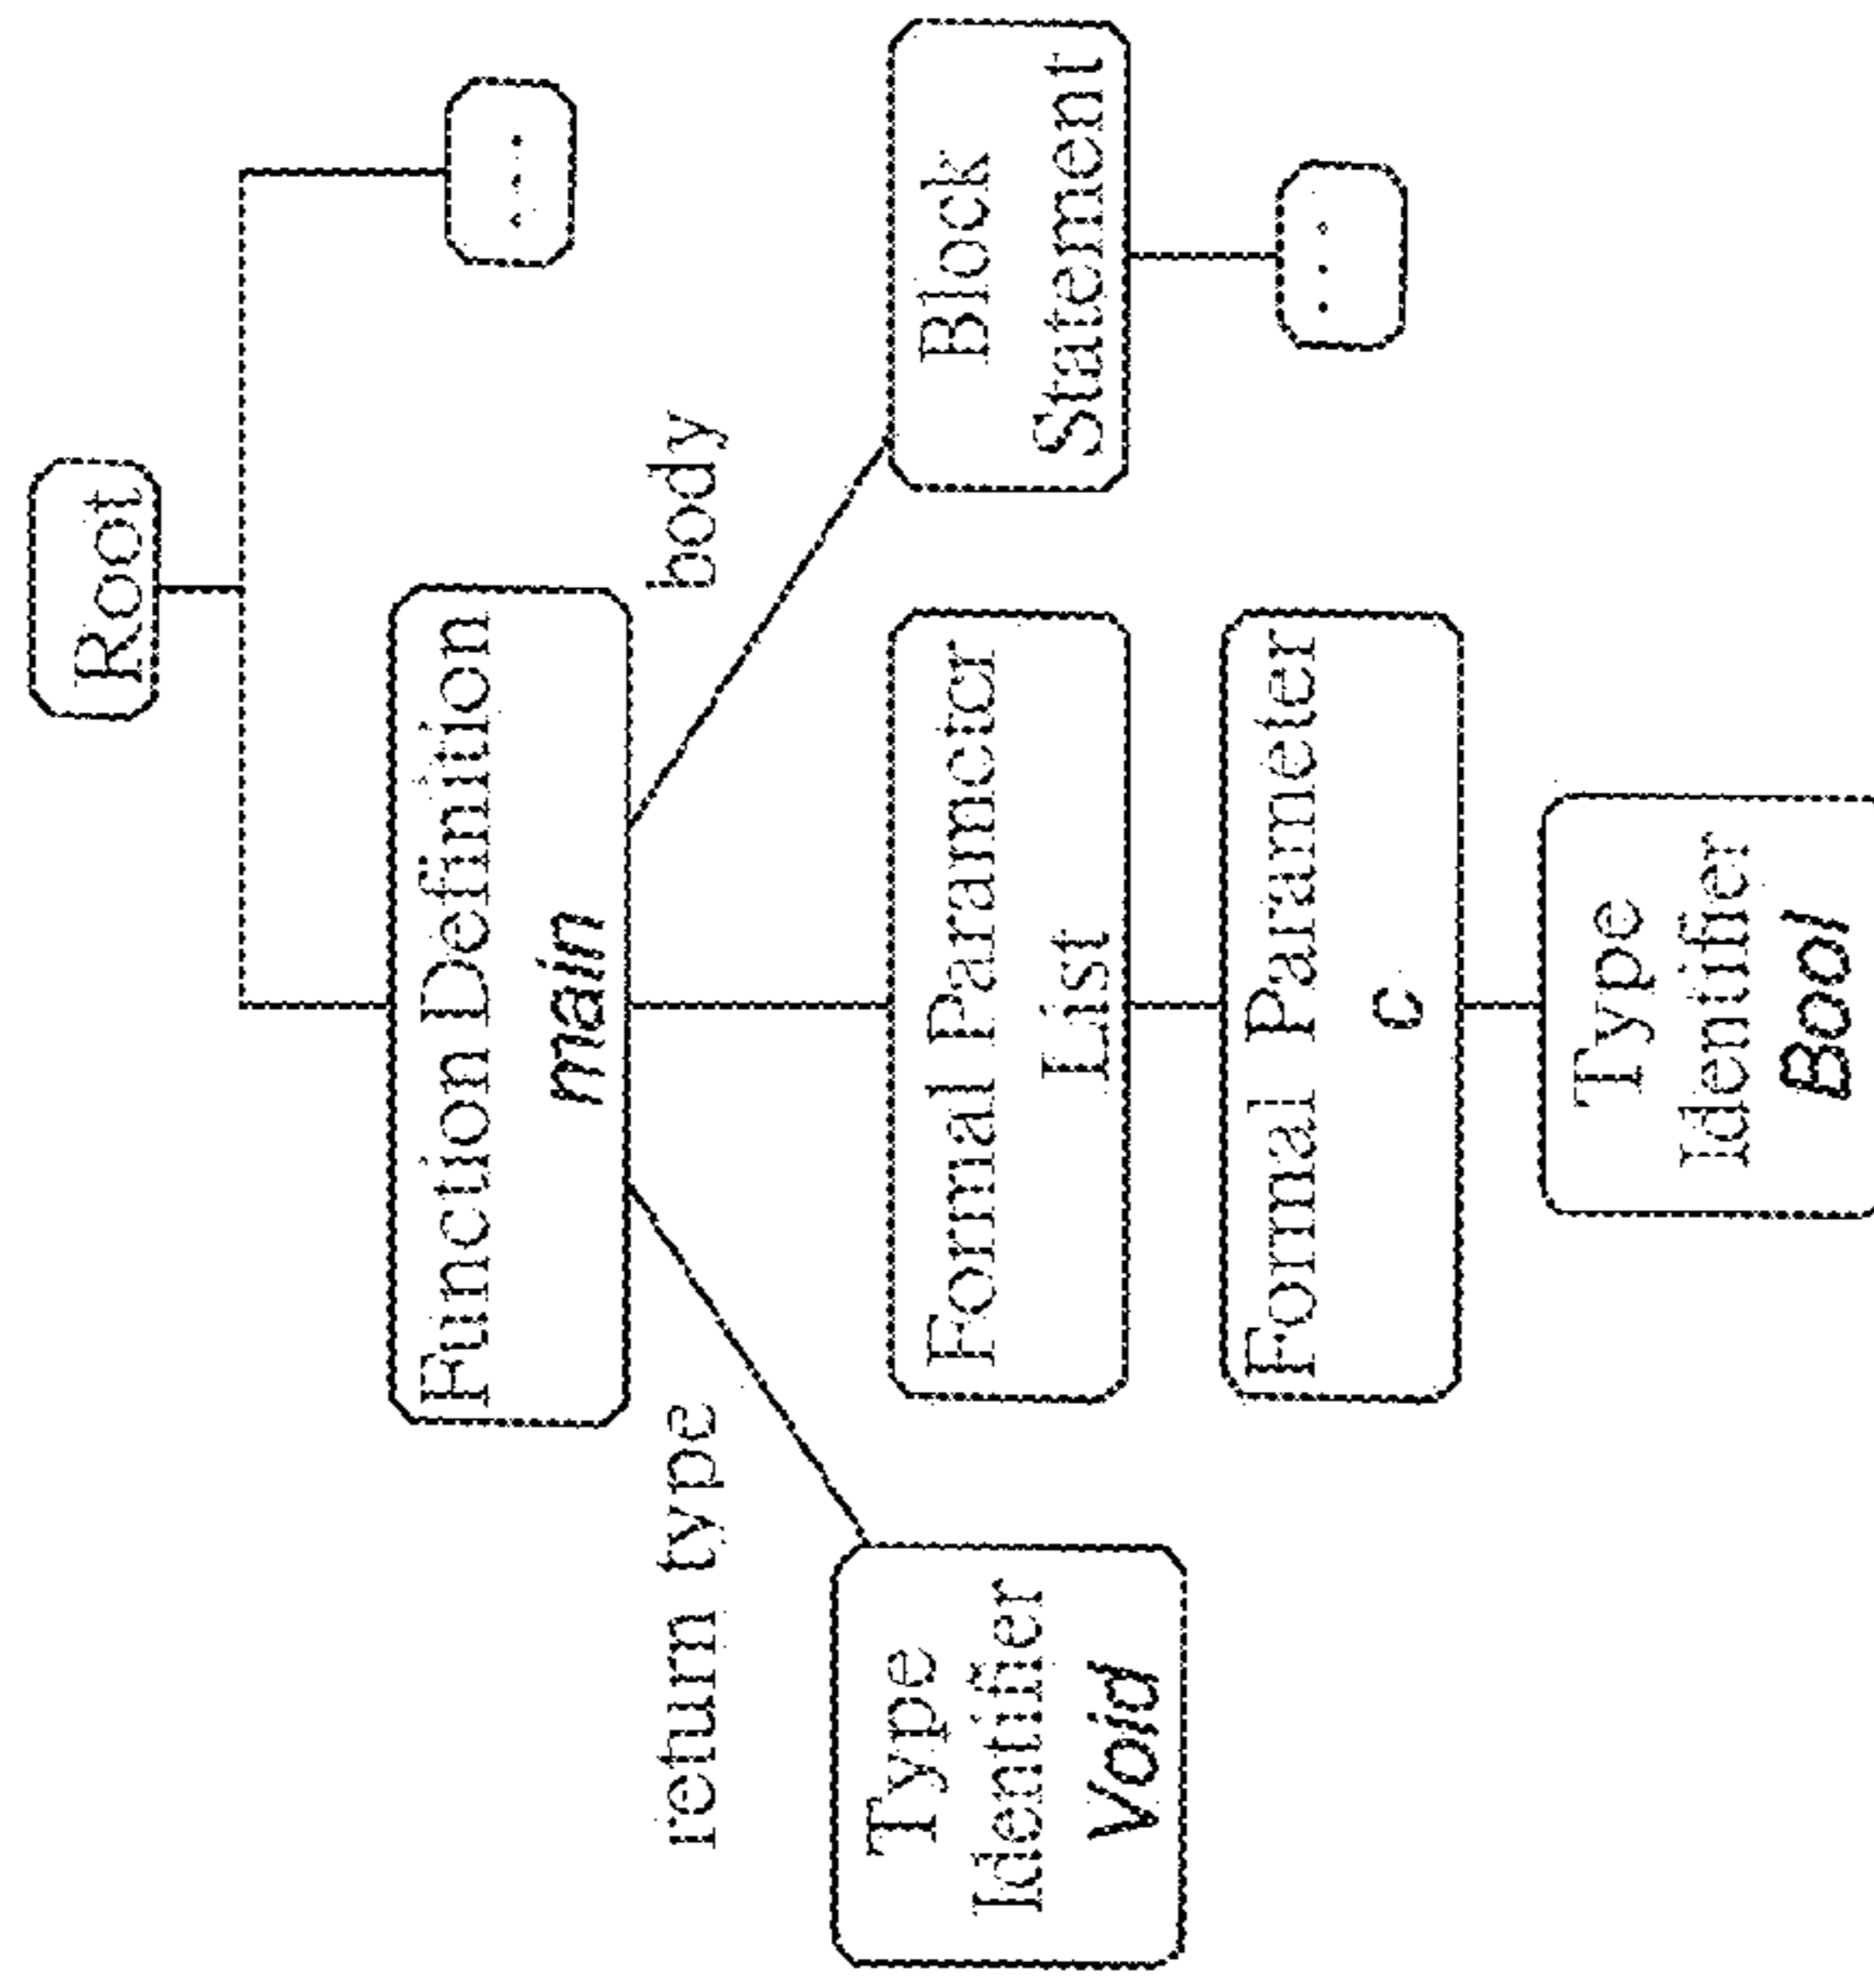 Root
Function Definition
main
...
return type
body
Type
Identifier
Void
Formal Parameter
List
Block
Statement
Formal Parameter
c
...
Type
Identifier
Bool